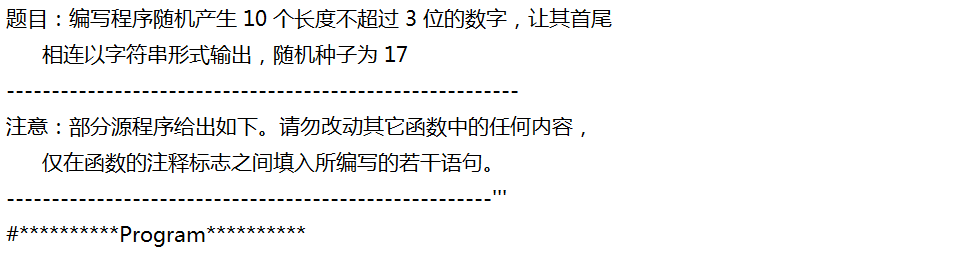 题目：编写程序随机产生 10 个长度不超过 3 位的数字，让其首尾
相连以字符串形式输出，随机种子为 17
---------------------------------------------------------
注意：部分源程序给出如下。请勿改动其它函数中的任何内容，
仅在函数的注释标志之间填入所编写的若干语句。
------------------------------------------------------'''
#**********Program**********